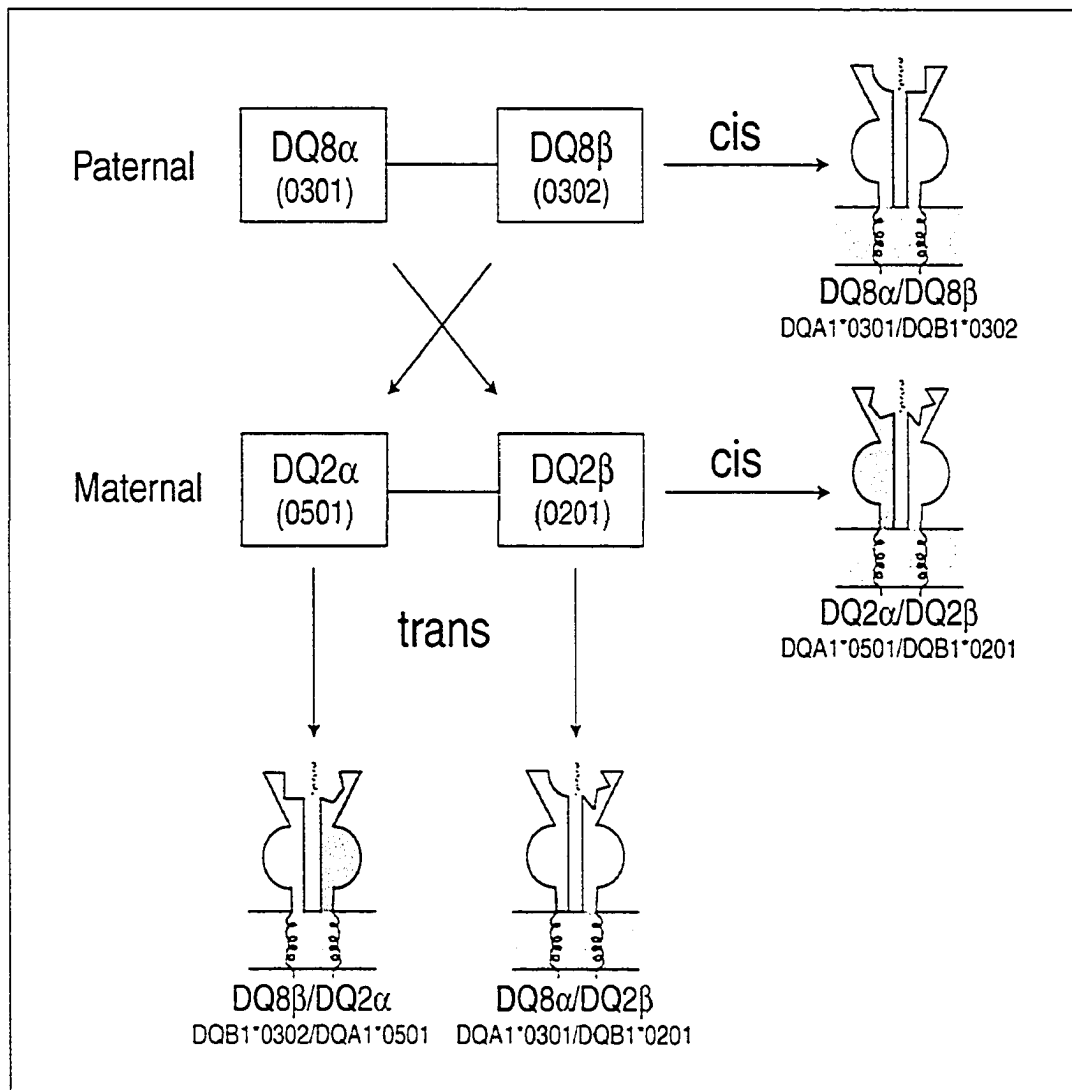 Paternal
DQ8α
(0301)
DQ8β
(0302)
cis
DQ8α/DQ8β
DQA1*0301/DQB1*0302
Maternal
DQ2α
(0501)
DQ2β
(0201)
cis
DQ2α/DQ2β
DQA1*0501/DQB1*0201
trans
DQ8β/DQ2α
DQB1*0302/DQA1*0501
DQ8α/DQ2β
DQA1*0301/DQB1*0201